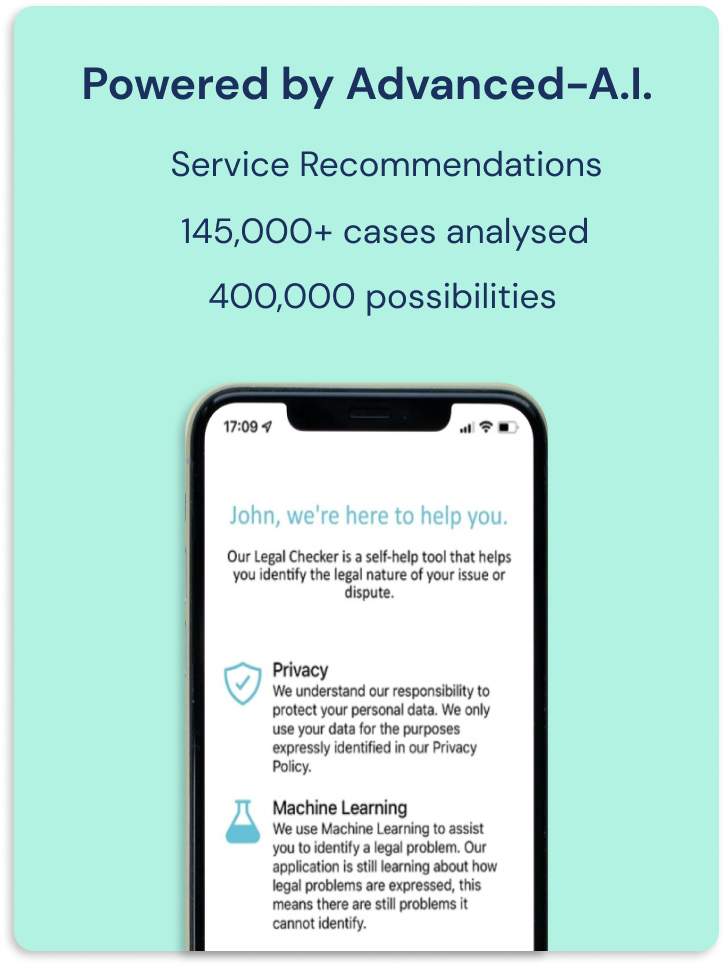 Powered by Advanced-A.I.
Service Recommendations
145,000+ cases analysed
400,000 possibilities
17:09
John, we're here to help you.
Our Legal Checker is a self-help tool that helps
you identify the legal nature of your issue or
dispute.
Privacy
We understand our responsibility to
protect your personal data. We only
use your data for the purposes
expressly identified in our Privacy
Policy.
Machine Learning
We use Machine Learning to assist
you to identify a legal problem. Our
application is still learning about how
legal problems are expressed, this
means there are still problems it
cannot identify.